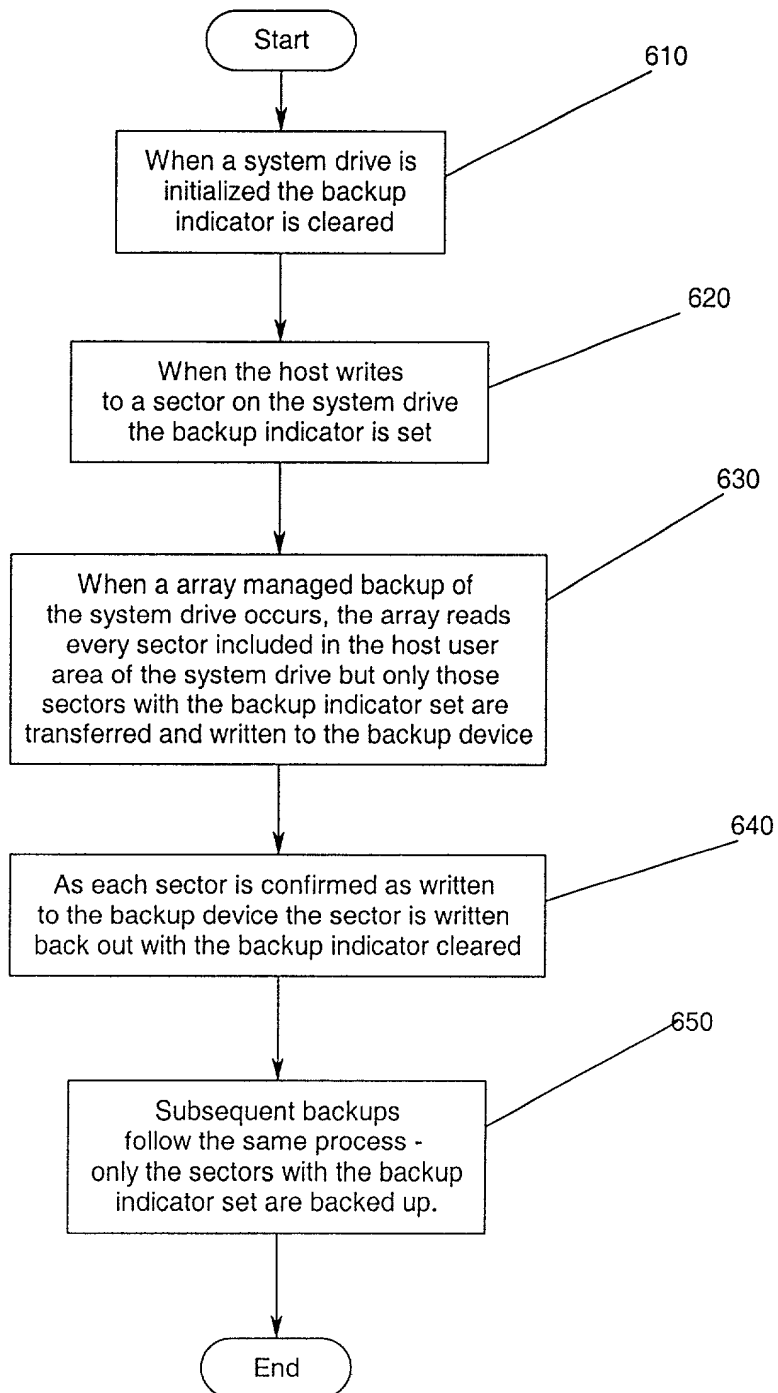 Start
610
When a system drive is
initialized the backup
indicator is cleared
620
When the host writes
to a sector on the system drive
the backup indicator is set
630
When a array managed backup of
the system drive occurs, the array reads
every sector included in the host user
area of the system drive but only those
sectors with the backup indicator set are
transferred and written to the backup device
640
As each sector is confirmed as written
to the backup device the sector is written
back out with the backup indicator cleared
650
Subsequent backups
follow the same process -
only the sectors with the backup
indicator set are backed up.
End